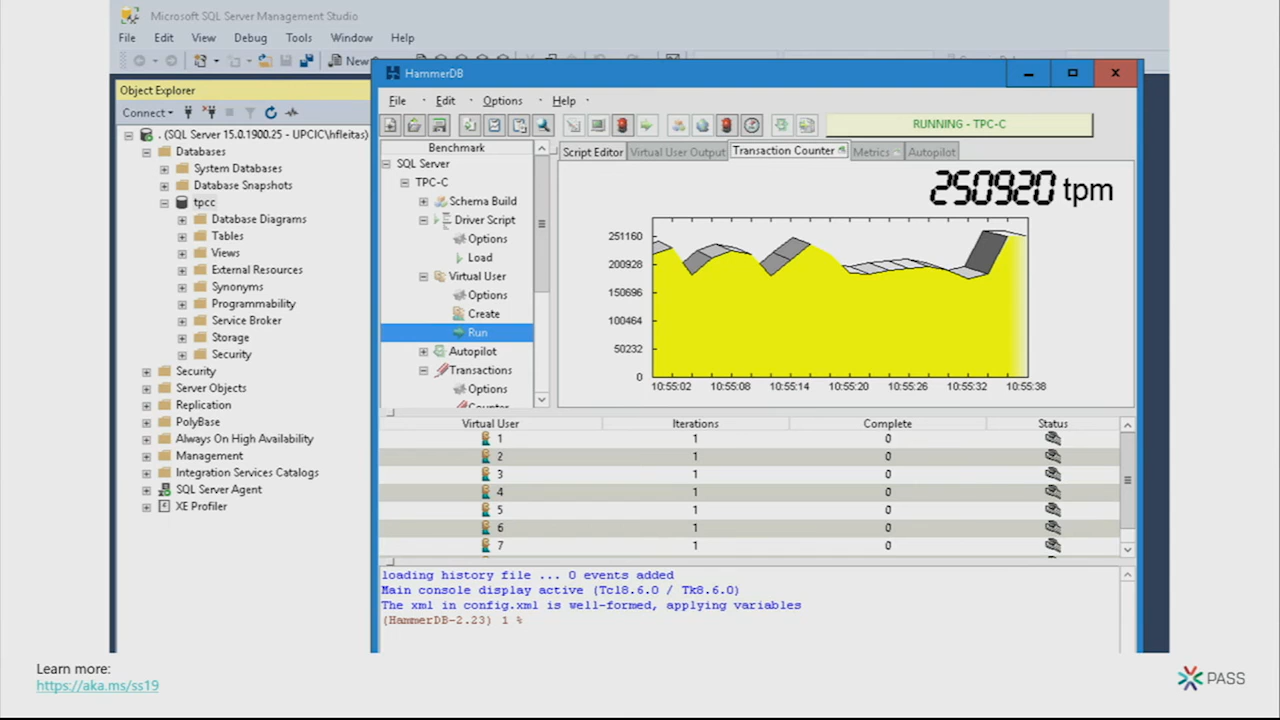 Microsoft SQL Server Management Studio
File Edit View Debug Tools Window Help
New
Object Explorer
Connect
. (SQL Server 15.0.1900.25 - UPCIC\hfleitas)
Databases
System Databases
Database Snapshots
tpcc
Database Diagrams
Tables
Views
External Resources
Synonyms
Programmability
Service Broker
Storage
Security
Security
Server Objects
Replication
PolyBase
Always On High Availability
Management
Integration Services Catalogs
SQL Server Agent
XE Profiler
HammerDB
File Edit Options Help
RUNNING - TPC-C
Benchmark
SQL Server
TPC-C
Schema Build
Driver Script
Options
Load
Virtual User
Options
Create
Run
Autopilot
Transactions
Options
Counter
Script Editor Virtual User Output Transaction Counter Metrics Autopilot
250920 tpm
251160
200928
150696
100464
50232
0
10:55:02 10:55:08 10:55:14 10:55:20 10:55:26 10:55:32 10:55:38
Virtual User Iterations Complete Status
1 1 0
2 1 0
3 1 0
4 1 0
5 1 0
6 1 0
7 1 0
loading history file ... 0 events added
Main console display active (Tcl8.6.0 / Tk8.6.0)
The xml in config.xml is well-formed, applying variables
(HammerDB-2.23) 1 %
Learn more:
https://aka.ms/ss19
PASS